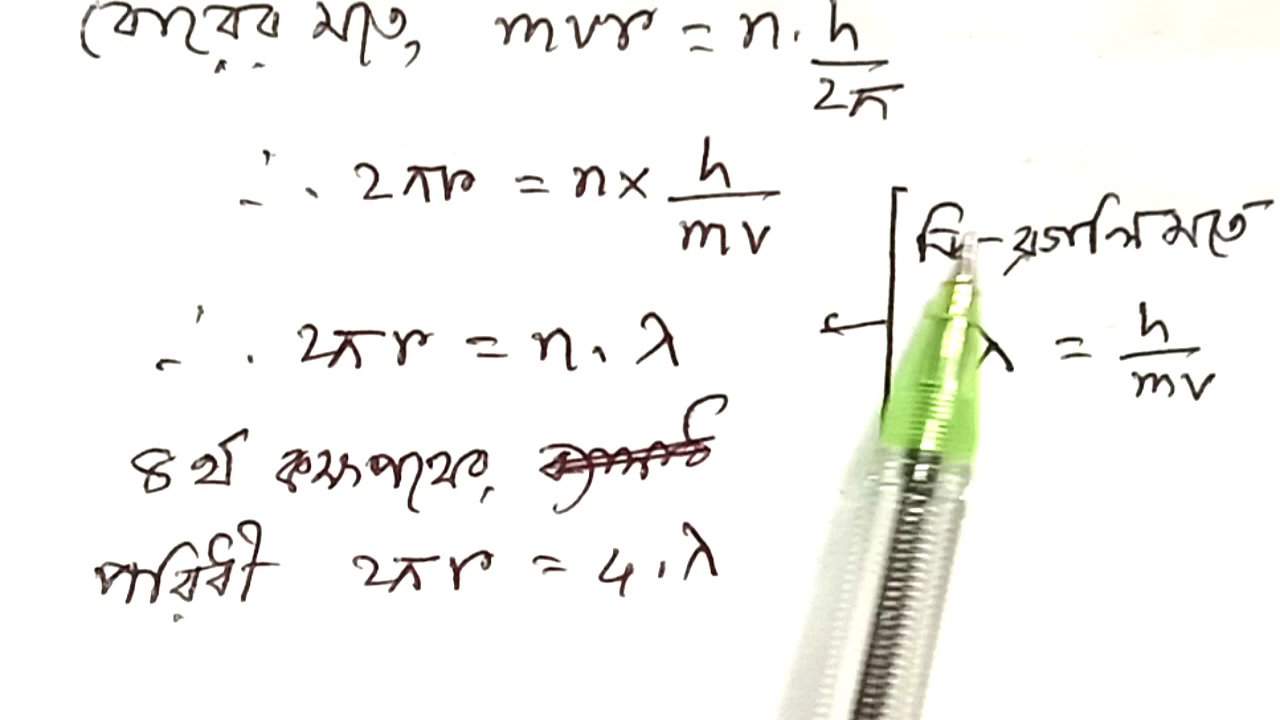 বোরের মতে, mvr = n. h/2π
∴ 2πr = n × h/mv
[ ডি-ব্রগলি মতে
∴ 2πr = n. λ
λ = h/mv
৪র্থ কক্ষপথের,
পরিধী 2πr = 4.λ